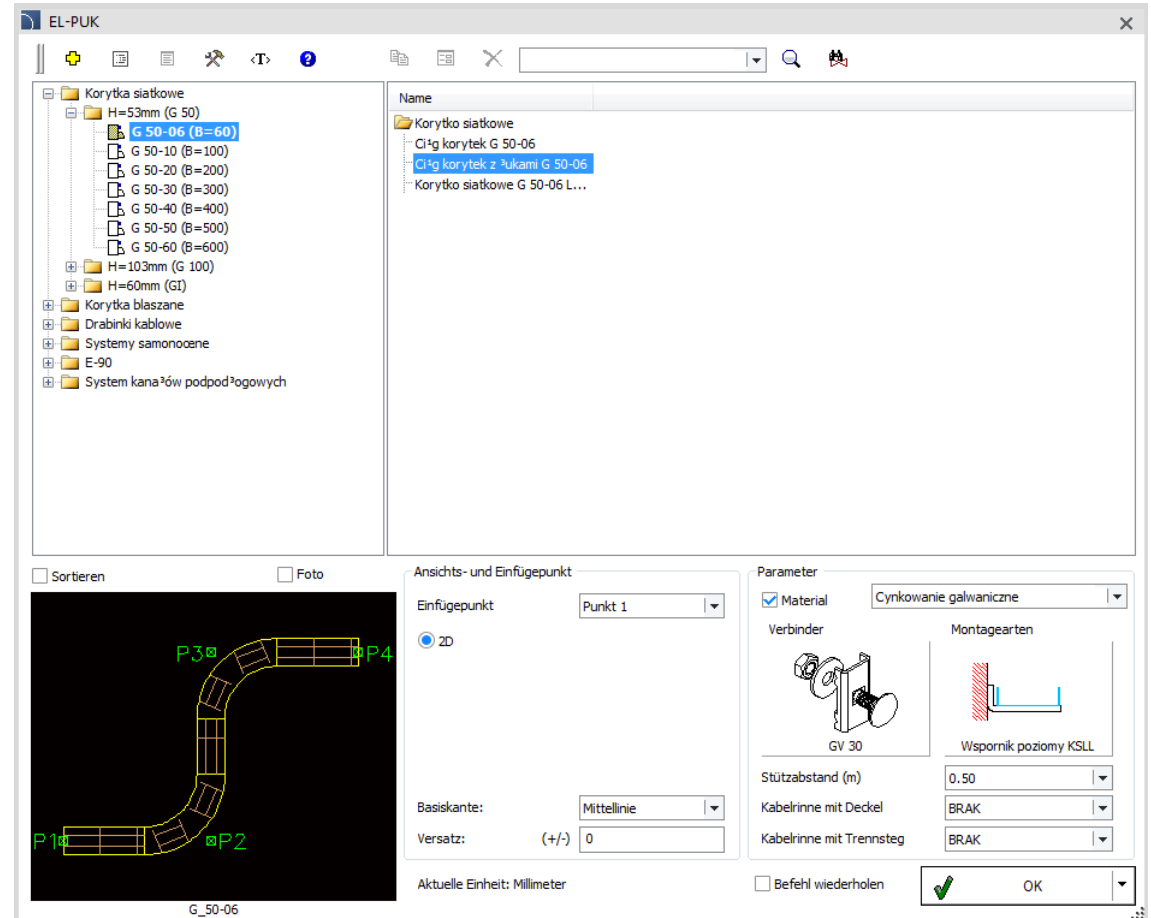 EL-PUK
<T>
Korytka siatkowe
H=53mm (G 50)
G 50-06 (B=60)
G 50-10 (B=100)
G 50-20 (B=200)
G 50-30 (B=300)
G 50-40 (B=400)
G 50-50 (B=500)
G 50-60 (B=600)
H=103mm (G 100)
H=60mm (GI)
Korytka blaszane
Drabinki kablowe
Systemy samonoœne
E-90
System kana³ów podpod³ogowych
Name
Korytko siatkowe
Ci¹g korytek G 50-06
Ci¹g korytek z ³ukami G 50-06
Korytko siatkowe G 50-06 L...
Sortieren
Foto
P3
P4
P1
P2
G_50-06
Ansichts- und Einfügepunkt
Einfügepunkt Punkt 1
2D
Basiskante: Mittellinie
Versatz: (+/-) 0
Aktuelle Einheit: Millimeter
Parameter
Material Cynkowanie galwaniczne
Verbinder Montagearten
GV 30 Wspornik poziomy KSLL
Stützabstand (m) 0.50
Kabelrinne mit Deckel BRAK
Kabelrinne mit Trennsteg BRAK
Befehl wiederholen OK